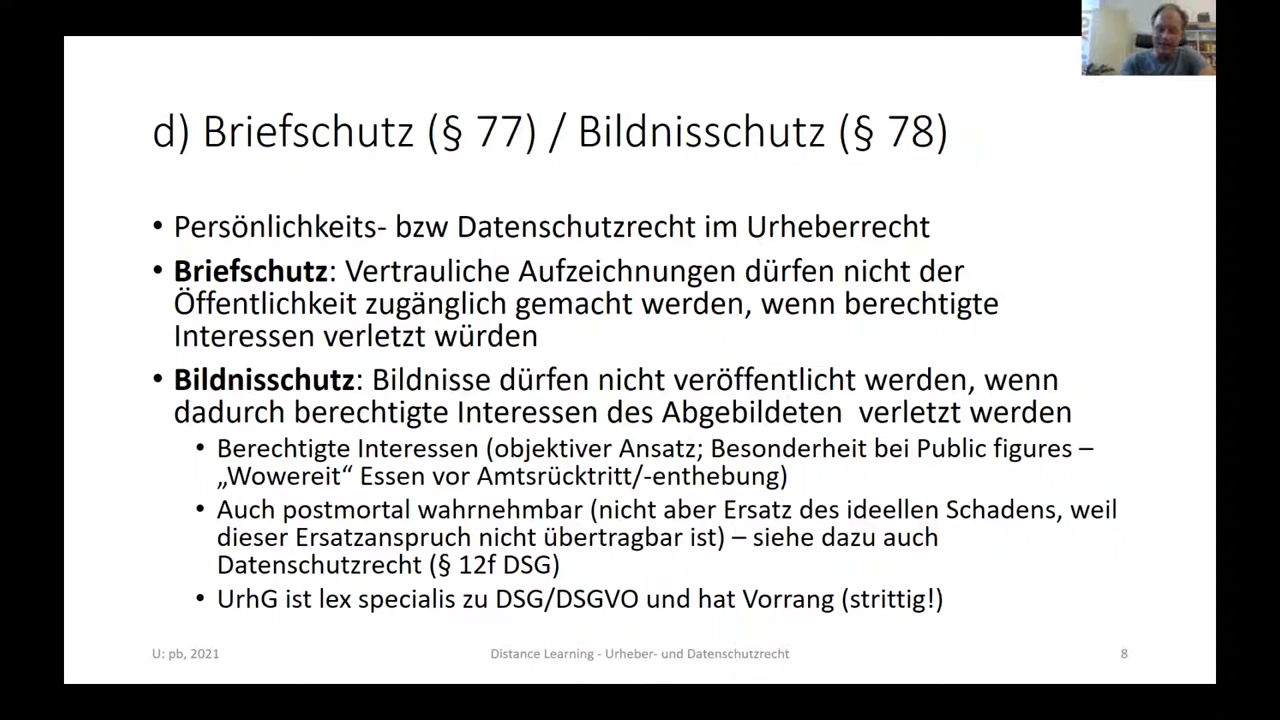 d) Briefschutz (§ 77) / Bildnisschutz (§ 78)
• Persönlichkeits- bzw Datenschutzrecht im Urheberrecht
• Briefschutz: Vertrauliche Aufzeichnungen dürfen nicht der
Öffentlichkeit zugänglich gemacht werden, wenn berechtigte
Interessen verletzt würden
• Bildnisschutz: Bildnisse dürfen nicht veröffentlicht werden, wenn
dadurch berechtigte Interessen des Abgebildeten  verletzt werden
• Berechtigte Interessen (objektiver Ansatz; Besonderheit bei Public figures –
„Wowereit“ Essen vor Amtsrücktritt/-enthebung)
• Auch postmortal wahrnehmbar (nicht aber Ersatz des ideellen Schadens, weil
dieser Ersatzanspruch nicht übertragbar ist) – siehe dazu auch
Datenschutzrecht (§ 12f DSG)
• UrhG ist lex specialis zu DSG/DSGVO und hat Vorrang (strittig!)
U: pb, 2021
Distance Learning - Urheber- und Datenschutzrecht
8